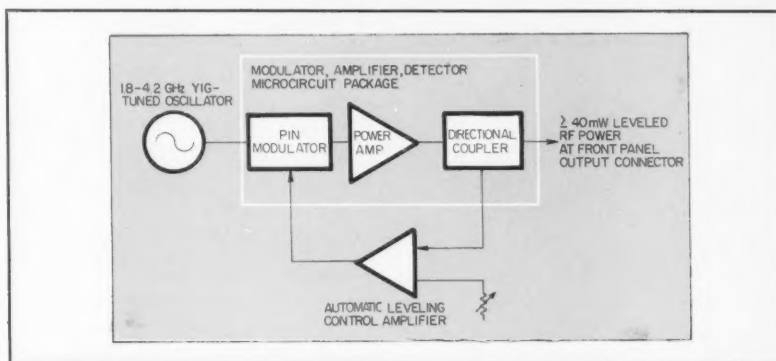 MODULATOR, AMPLIFIER, DETECTOR
MICROCIRCUIT PACKAGE
1.8-4.2 GHz YIG-
TUNED OSCILLATOR
PIN
MODULATOR
POWER
AMP
DIRECTIONAL
COUPLER
≥ 40mW LEVELED
RF POWER
AT FRONT PANEL
OUTPUT CONNECTOR
AUTOMATIC LEVELING
CONTROL AMPLIFIER